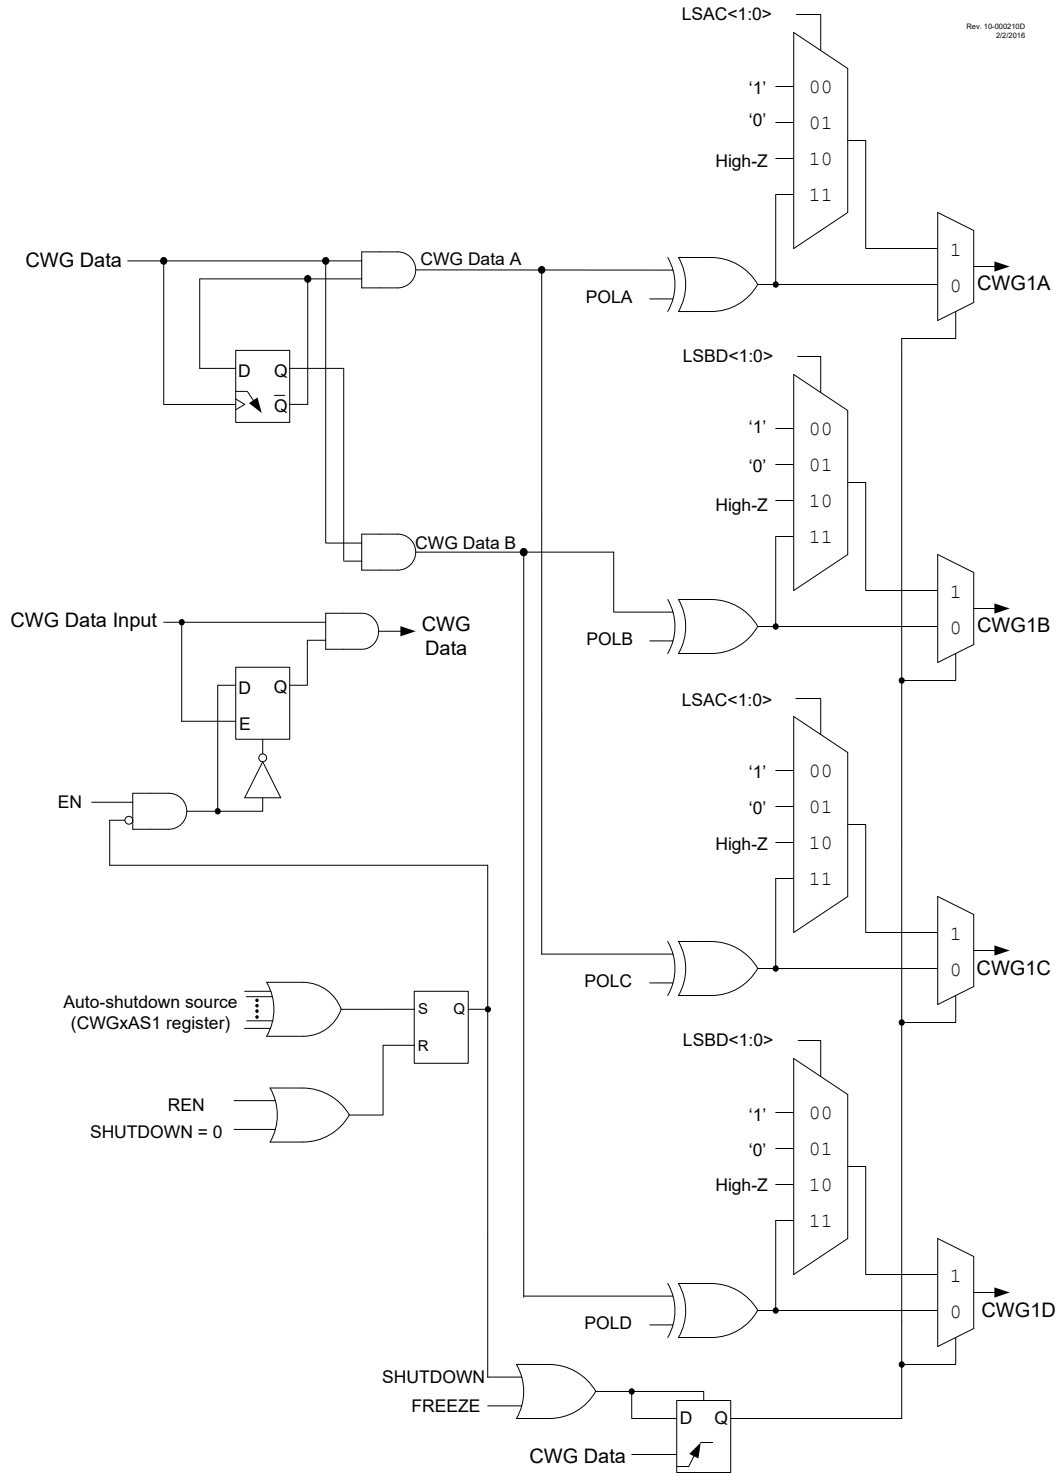 LSAC<1:0>
Rev. 10-000210D
2/2/2016
'1' 00
'0' 01
High-Z 10
11
CWG Data
CWG Data A
1
0
CWG1A
POLA
LSBD<1:0>
D Q
Q
'1' 00
'0' 01
High-Z 10
11
CWG Data B
1
0
CWG1B
CWG Data Input
CWG
Data
POLB
D Q
E
LSAC<1:0>
'1' 00
'0' 01
High-Z 10
11
EN
1
0
CWG1C
POLC
Auto-shutdown source
(CWGxAS1 register)
S Q
R
LSBD<1:0>
REN
SHUTDOWN = 0
'1' 00
'0' 01
High-Z 10
11
1
0
CWG1D
POLD
SHUTDOWN
FREEZE
D Q
CWG Data